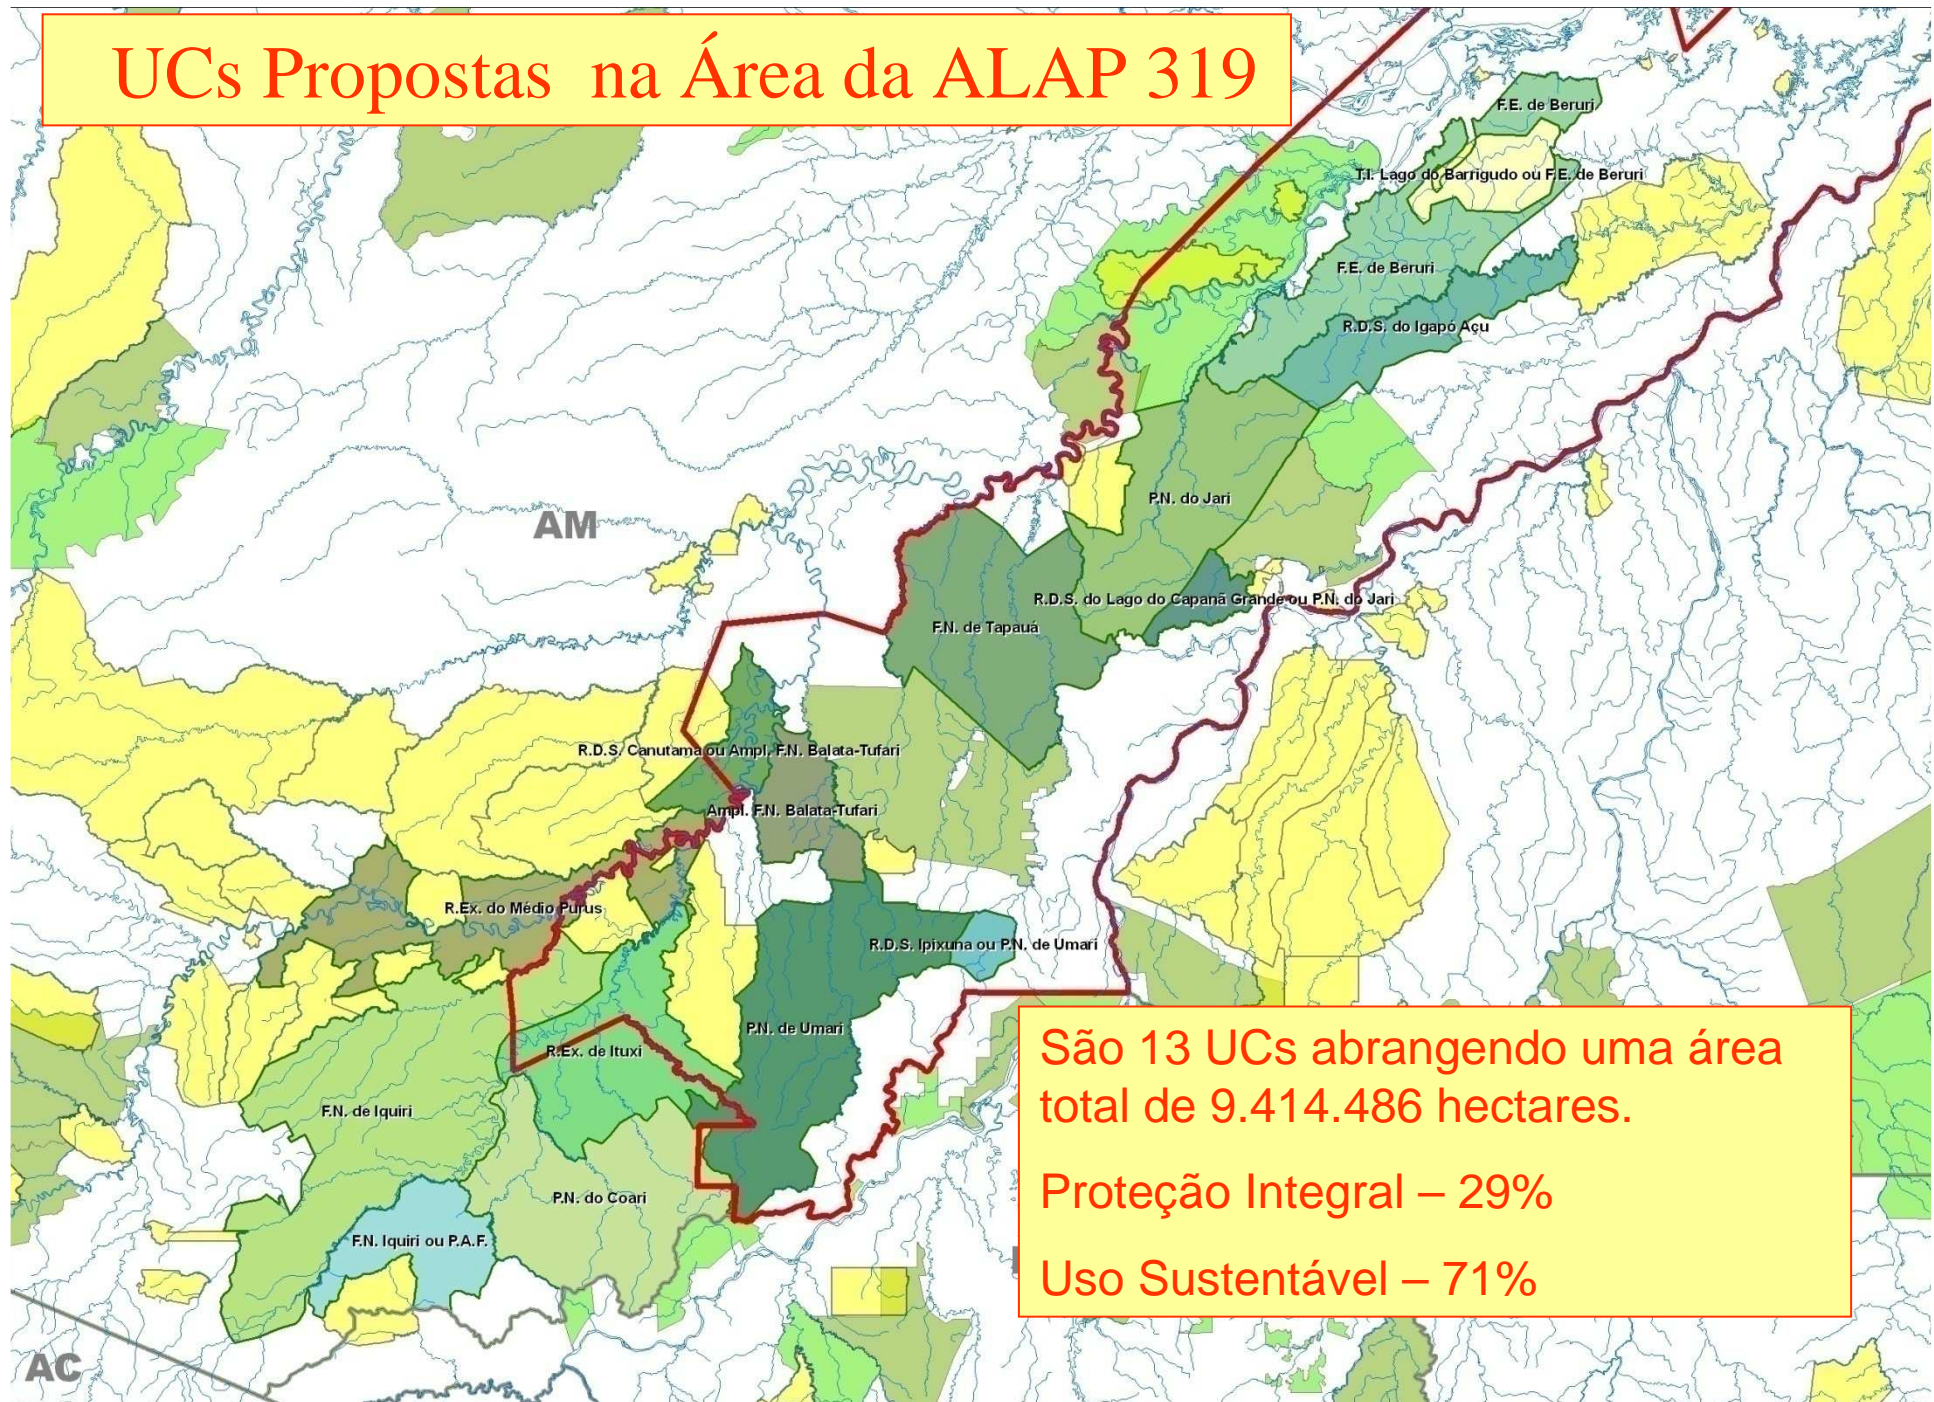 UCs Propostas na Área da ALAP 319
F.E. de Beruri
T.I. Lago do Barrigudo ou F.E. de Beruri
F.E. de Beruri
R.D.S. do Igapó Açu
P.N. do Jari
AM
R.D.S. do Lago do Capanã Grande ou P.N. do Jari
F.N. de Tapauá
R.D.S. Canutama ou Ampl. F.N. Balata-Tufari
Ampl. F.N. Balata-Tufari
R.Ex. do Médio Purus
R.D.S. Ipixuna ou P.N. de Umari
P.N. de Umari
R.Ex. de Ituxi
F.N. de Iquiri
P.N. do Coari
F.N. Iquiri ou P.A.F.
AC
São 13 UCs abrangendo uma área
total de 9.414.486 hectares.
Proteção Integral – 29%
Uso Sustentável – 71%